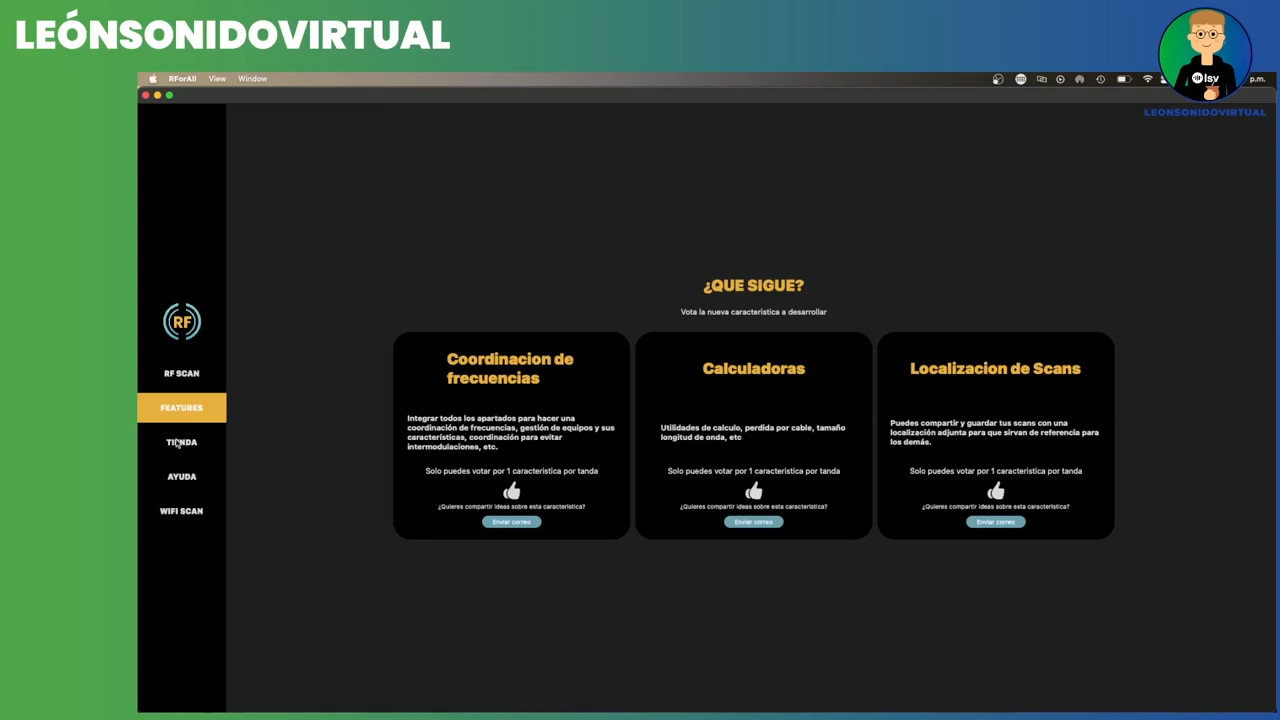 LEÓNSONIDOVIRTUAL
RForAll View Window
p.m.
lsv
LEONSONIDOVIRTUAL
RF
RF SCAN
FEATURES
TIENDA
AYUDA
WIFI SCAN
¿QUE SIGUE?
Vota la nueva caracteristica a desarrollar
Coordinacion de
frecuencias
Integrar todos los apartados para hacer una
coordinación de frecuencias, gestión de equipos y sus
características, coordinación para evitar
intermodulaciones, etc.
Solo puedes votar por 1 caracteristica por tanda
¿Quieres compartir ideas sobre esta característica?
Enviar correo
Calculadoras
Utilidades de calculo, perdida por cable, tamaño
longitud de onda, etc
Solo puedes votar por 1 caracteristica por tanda
¿Quieres compartir ideas sobre esta característica?
Enviar correo
Localizacion de Scans
Puedes compartir y guardar tus scans con una
localización adjunta para que sirvan de referencia para
los demás.
Solo puedes votar por 1 caracteristica por tanda
¿Quieres compartir ideas sobre esta característica?
Enviar correo